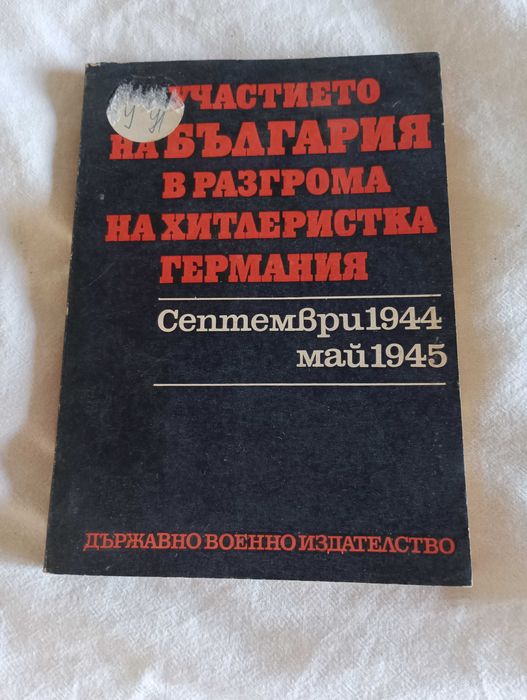 УЧАСТИЕТО
НА БЪЛГАРИЯ
В РАЗГРОМА
НА ХИТЛЕРИСТКА
ГЕРМАНИЯ
Септември 1944
май 1945
ДЪРЖАВНО ВОЕННО ИЗДАТЕЛСТВО